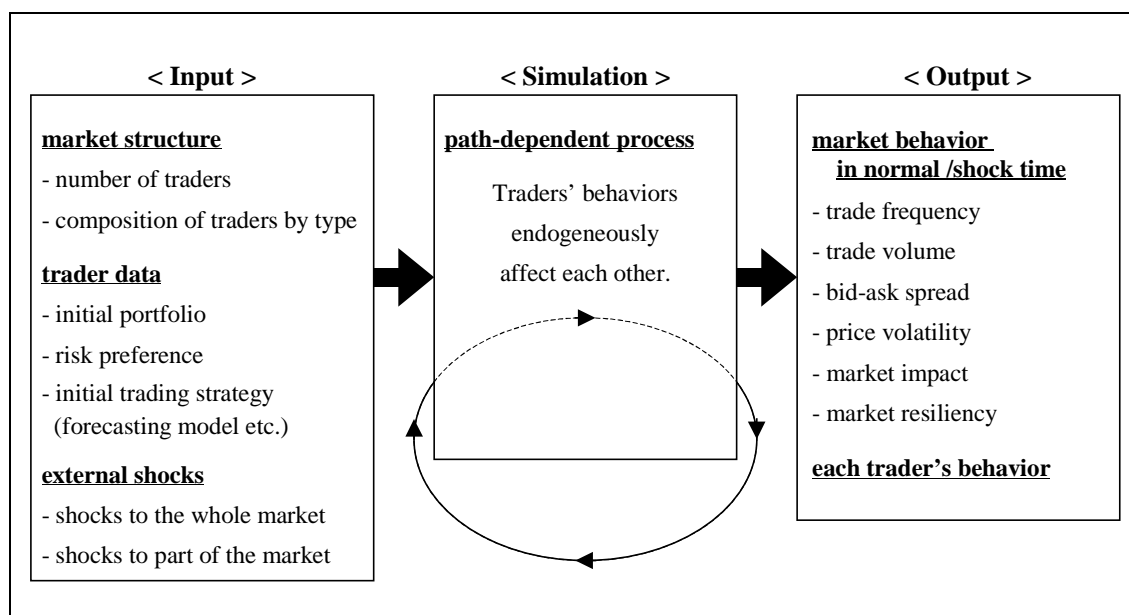 < Input >
market structure
- number of traders
- composition of traders by type
trader data
- initial portfolio
- risk preference
- initial trading strategy
(forecasting model etc.)
external shocks
- shocks to the whole market
- shocks to part of the market
< Simulation >
path-dependent process
Traders’ behaviors
endogeneously
affect each other.
< Output >
market behavior
in normal /shock time
- trade frequency
- trade volume
- bid-ask spread
- price volatility
- market impact
- market resiliency
each trader’s behavior